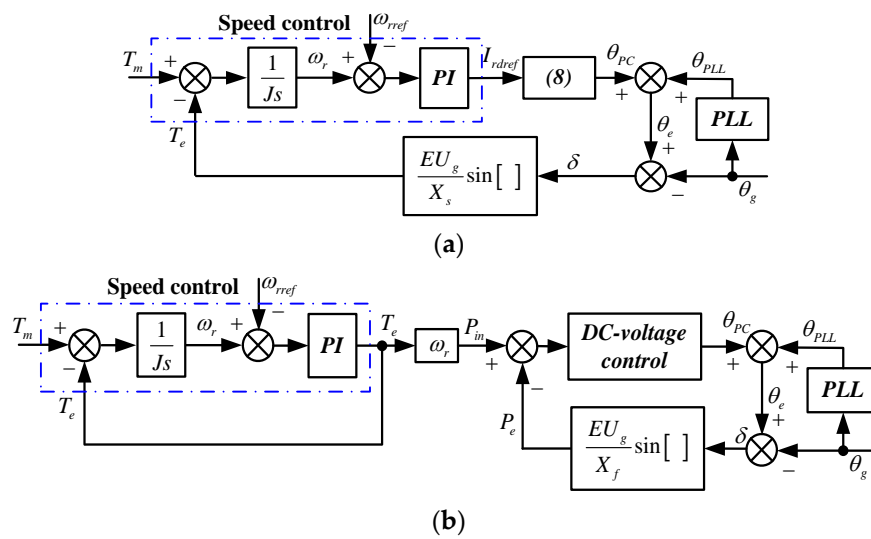 Speed control
ω_rref
T_m + − 1/Js ω_r + − PI I_rdref (8) θ_PC + + θ_PLL
T_e θ_e + PLL
EU_g/X_s sin[ ] δ − θ_g
(a)
Speed control
ω_rref
T_m + − 1/Js ω_r + − PI T_e ω_r P_in + − DC-voltage control θ_PC + + θ_PLL
T_e θ_e + PLL
P_e EU_g/X_f sin[ ] δ − θ_g
(b)